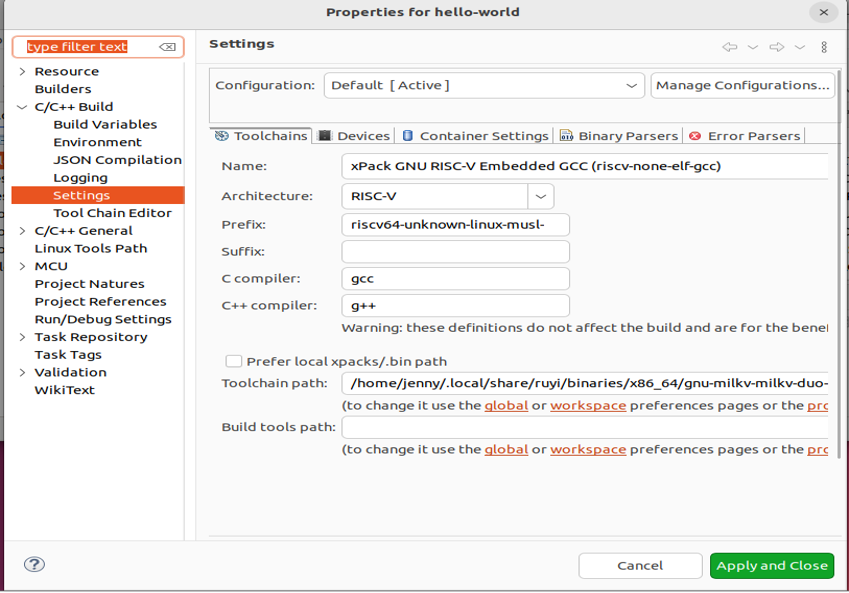 Properties for hello-world
type filter text
Resource
Builders
C/C++ Build
Build Variables
Environment
JSON Compilation
Logging
Settings
Tool Chain Editor
C/C++ General
Linux Tools Path
MCU
Project Natures
Project References
Run/Debug Settings
Task Repository
Task Tags
Validation
WikiText
Settings
Configuration: Default [ Active ] Manage Configurations...
Toolchains Devices Container Settings Binary Parsers Error Parsers
Name: xPack GNU RISC-V Embedded GCC (riscv-none-elf-gcc)
Architecture: RISC-V
Prefix: riscv64-unknown-linux-musl-
Suffix:
C compiler: gcc
C++ compiler: g++
Warning: these definitions do not affect the build and are for the
Prefer local xpacks/.bin path
Toolchain path: /home/jenny/.local/share/ruyi/binaries/x86_64/gnu-milkv-milkv-duo-
(to change it use the global or workspace preferences pages or the
Build tools path:
(to change it use the global or workspace preferences pages or the
Cancel Apply and Close